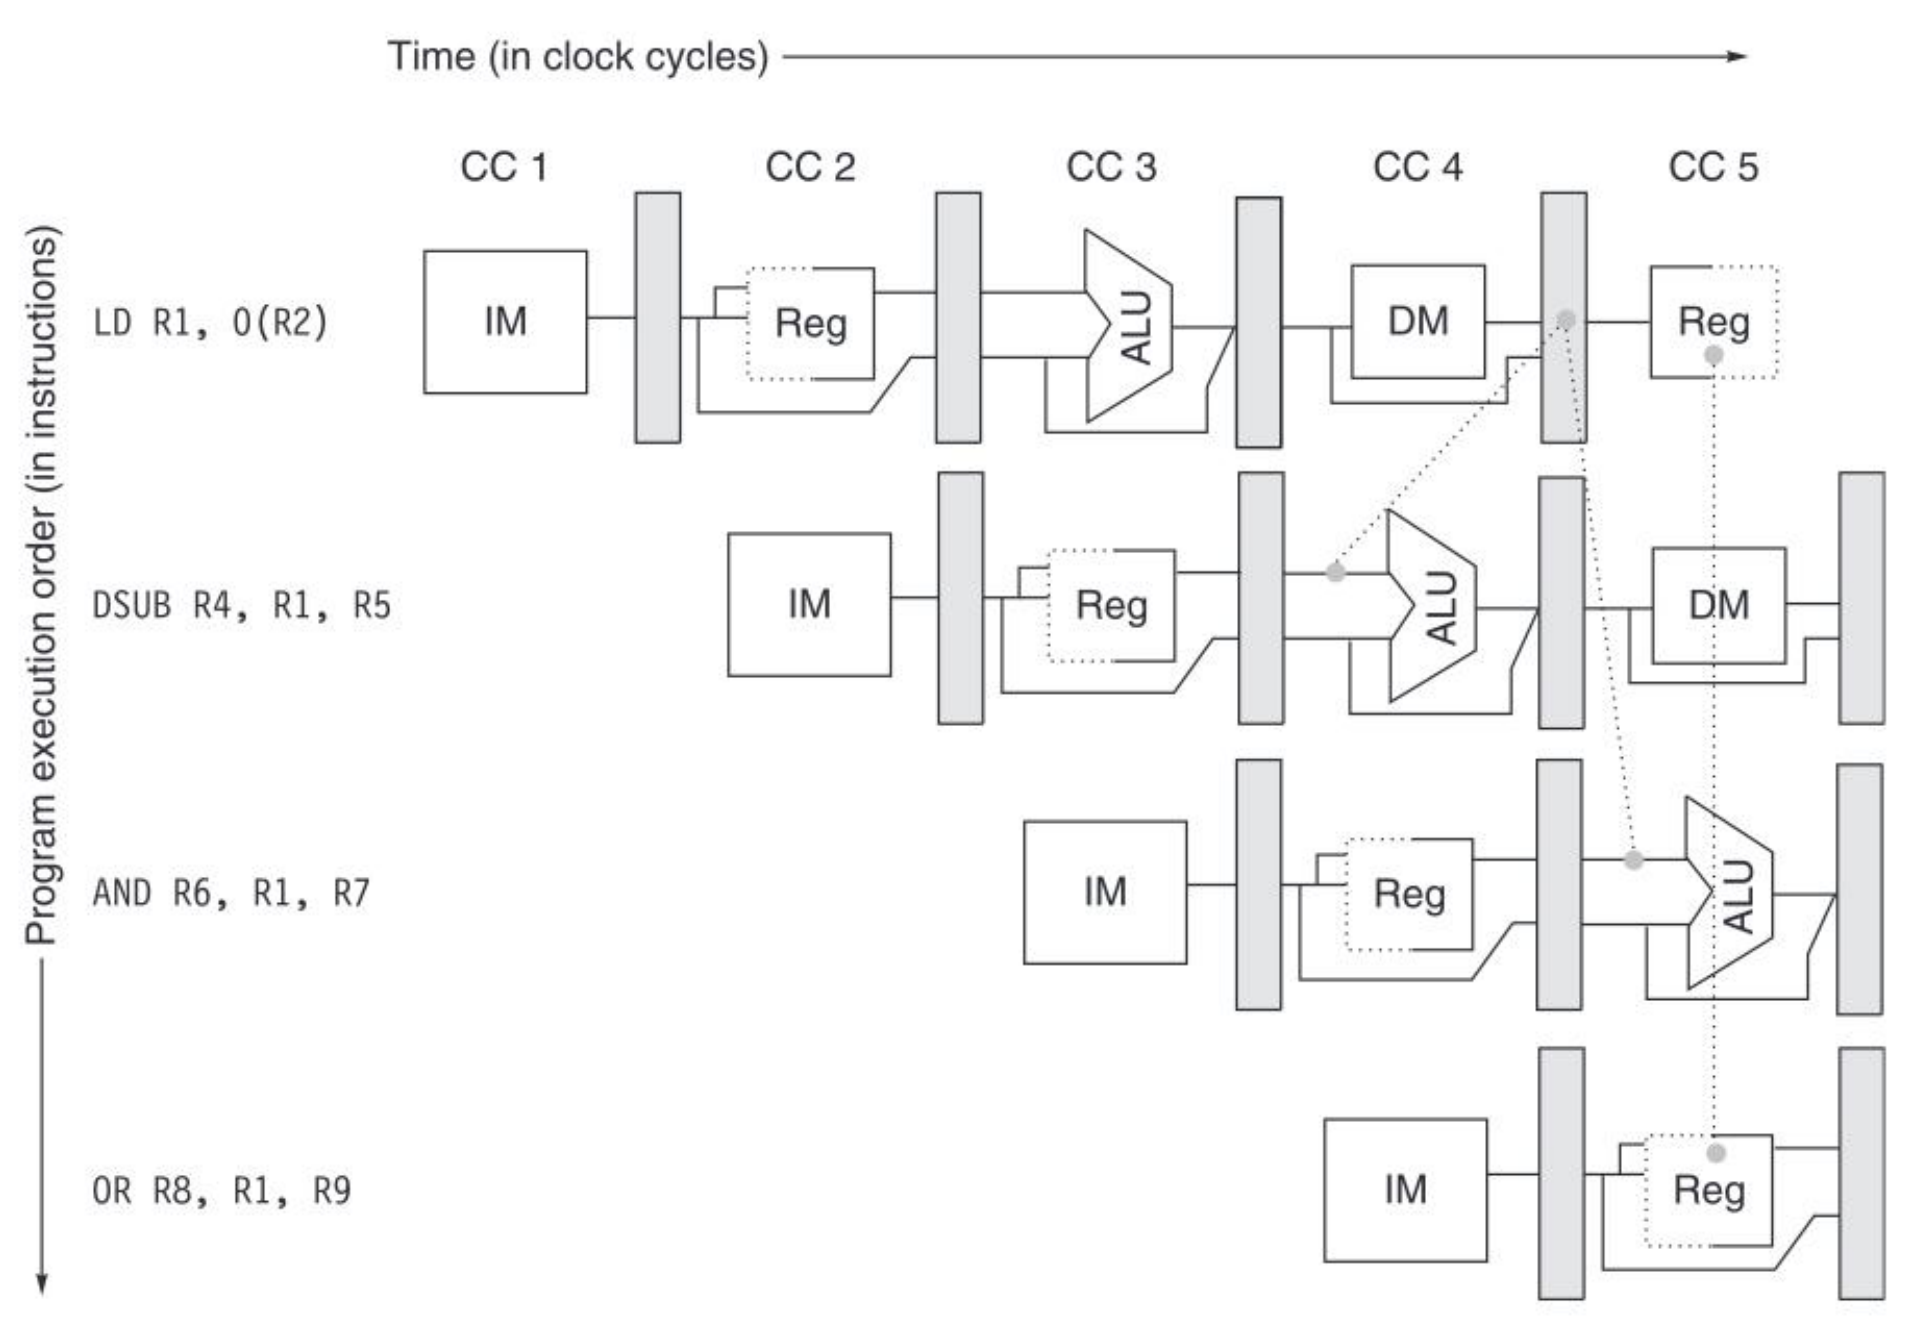 Time (in clock cycles)
CC 1 CC 2 CC 3 CC 4 CC 5
Program execution order (in instructions)
LD R1, 0(R2) IM Reg ALU DM Reg
DSUB R4, R1, R5 IM Reg ALU DM
AND R6, R1, R7 IM Reg ALU
OR R8, R1, R9 IM Reg